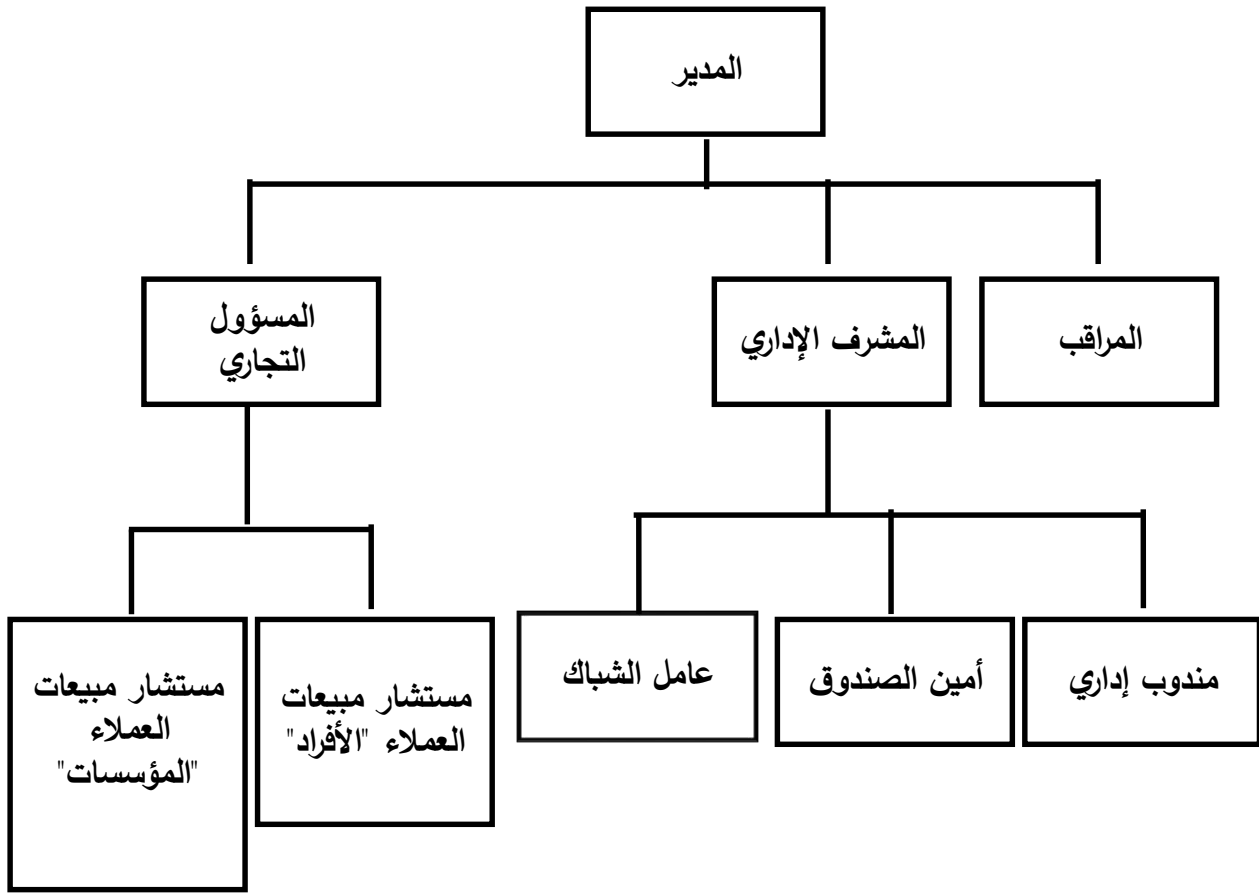 المدير
المراقب
المشرف الإداري
المسؤول
التجاري
مندوب إداري
أمين الصندوق
عامل الشباك
مستشار مبيعات
العملاء "الأفراد"
مستشار مبيعات
العملاء
"المؤسسات"